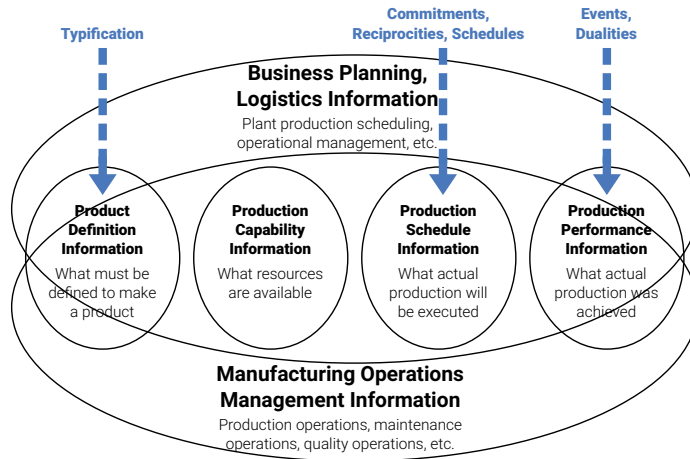 Typification
Commitments,
Reciprocities, Schedules
Events,
Dualities
Business Planning,
Logistics Information
Plant production scheduling,
operational management, etc.
Product
Definition
Information
What must be
defined to make
a product
Production
Capability
Information
What resources
are available
Production
Schedule
Information
What actual
production will
be executed
Production
Performance
Information
What actual
production was
achieved
Manufacturing Operations
Management Information
Production operations, maintenance
operations, quality operations, etc.